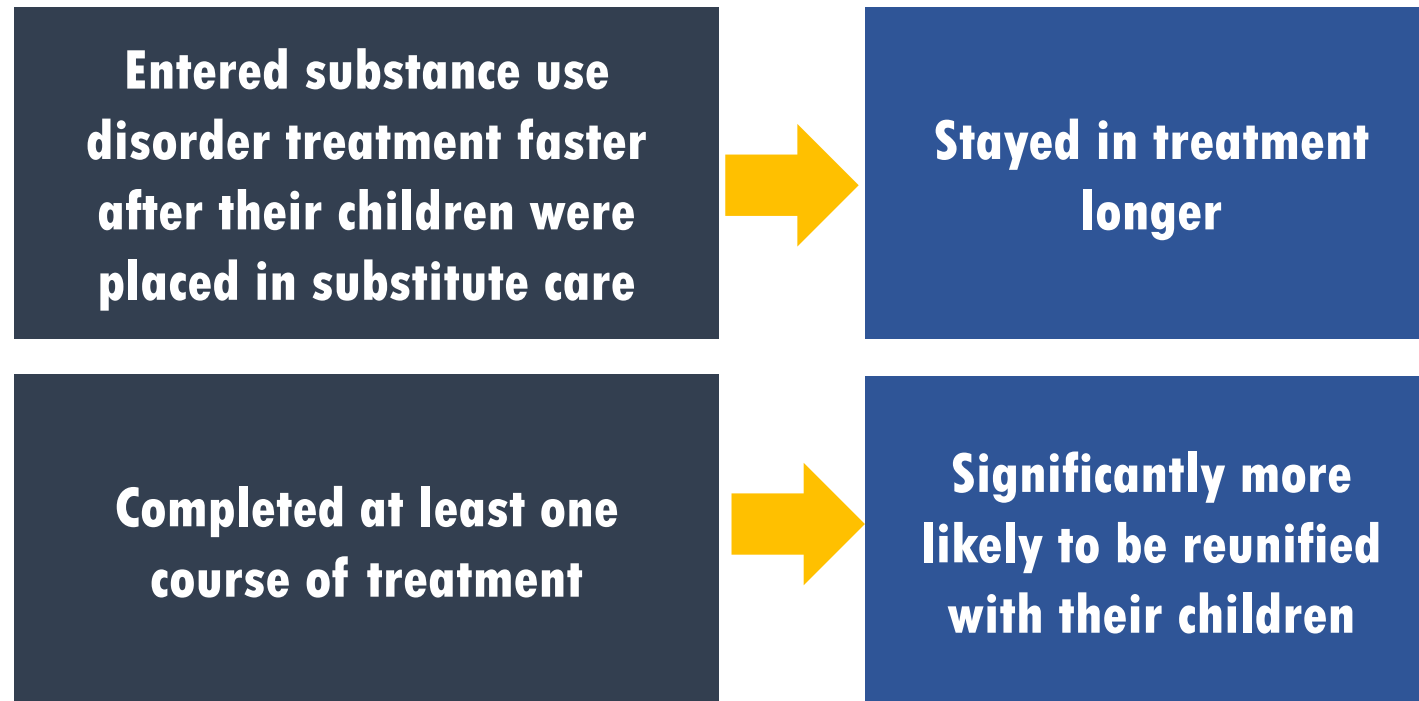 Entered substance use
disorder treatment faster
after their children were
placed in substitute care
Stayed in treatment
longer
Completed at least one
course of treatment
Significantly more
likely to be reunified
with their children